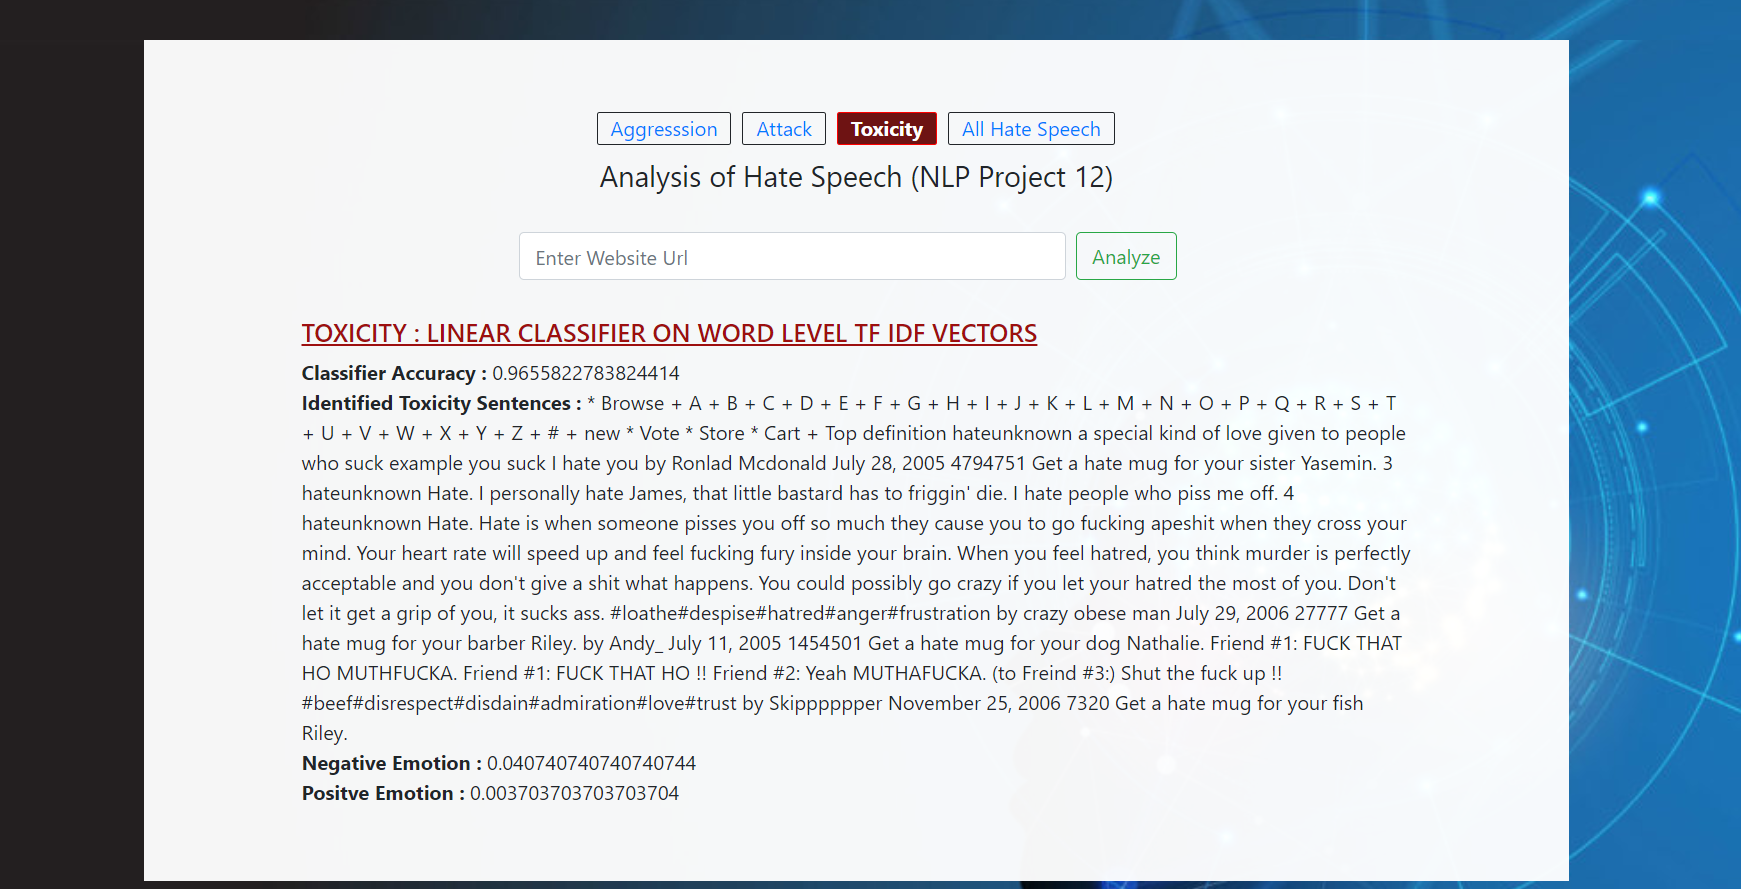 Aggresssion Attack Toxicity All Hate Speech
Analysis of Hate Speech (NLP Project 12)
Enter Website Url Analyze
TOXICITY : LINEAR CLASSIFIER ON WORD LEVEL TF IDF VECTORS
Classifier Accuracy : 0.9655822783824414
Identified Toxicity Sentences : * Browse + A + B + C + D + E + F + G + H + I + J + K + L + M + N + O + P + Q + R + S + T
+ U + V + W + X + Y + Z + # + new * Vote * Store * Cart + Top definition hateunknown a special kind of love given to people
who suck example you suck I hate you by Ronlad Mcdonald July 28, 2005 4794751 Get a hate mug for your sister Yasemin. 3
hateunknown Hate. I personally hate James, that little bastard has to friggin' die. I hate people who piss me off. 4
hateunknown Hate. Hate is when someone pisses you off so much they cause you to go fucking apeshit when they cross your
mind. Your heart rate will speed up and feel fucking fury inside your brain. When you feel hatred, you think murder is perfectly
acceptable and you don't give a shit what happens. You could possibly go crazy if you let your hatred the most of you. Don't
let it get a grip of you, it sucks ass. #loathe#despise#hatred#anger#frustration by crazy obese man July 29, 2006 27777 Get a
hate mug for your barber Riley. by Andy_ July 11, 2005 1454501 Get a hate mug for your dog Nathalie. Friend #1: FUCK THAT
HO MUTHFUCKA. Friend #1: FUCK THAT HO !! Friend #2: Yeah MUTHAFUCKA. (to Freind #3:) Shut the fuck up !!
#beef#disrespect#disdain#admiration#love#trust by Skipppppper November 25, 2006 7320 Get a hate mug for your fish
Riley.
Negative Emotion : 0.040740740740740744
Positve Emotion : 0.003703703703703704